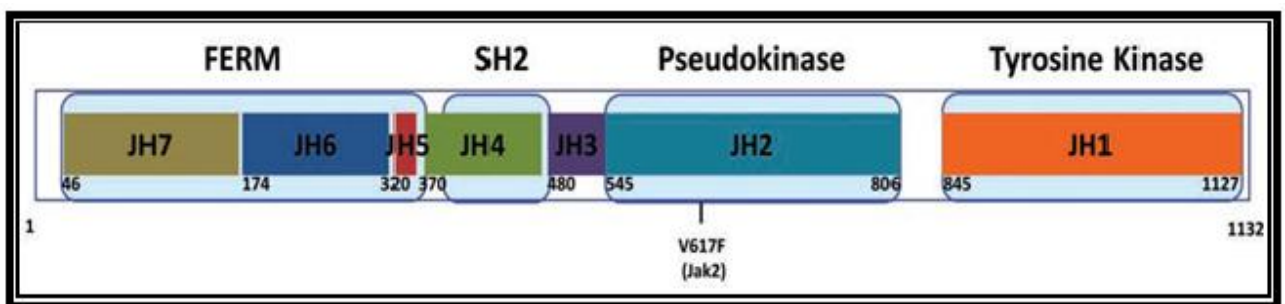 FERM SH2 Pseudokinase Tyrosine Kinase
JH7 JH6 JH5 JH4 JH3 JH2 JH1
46 174 320 370 480 545 806 845 1127
1 1132
V617F
(Jak2)